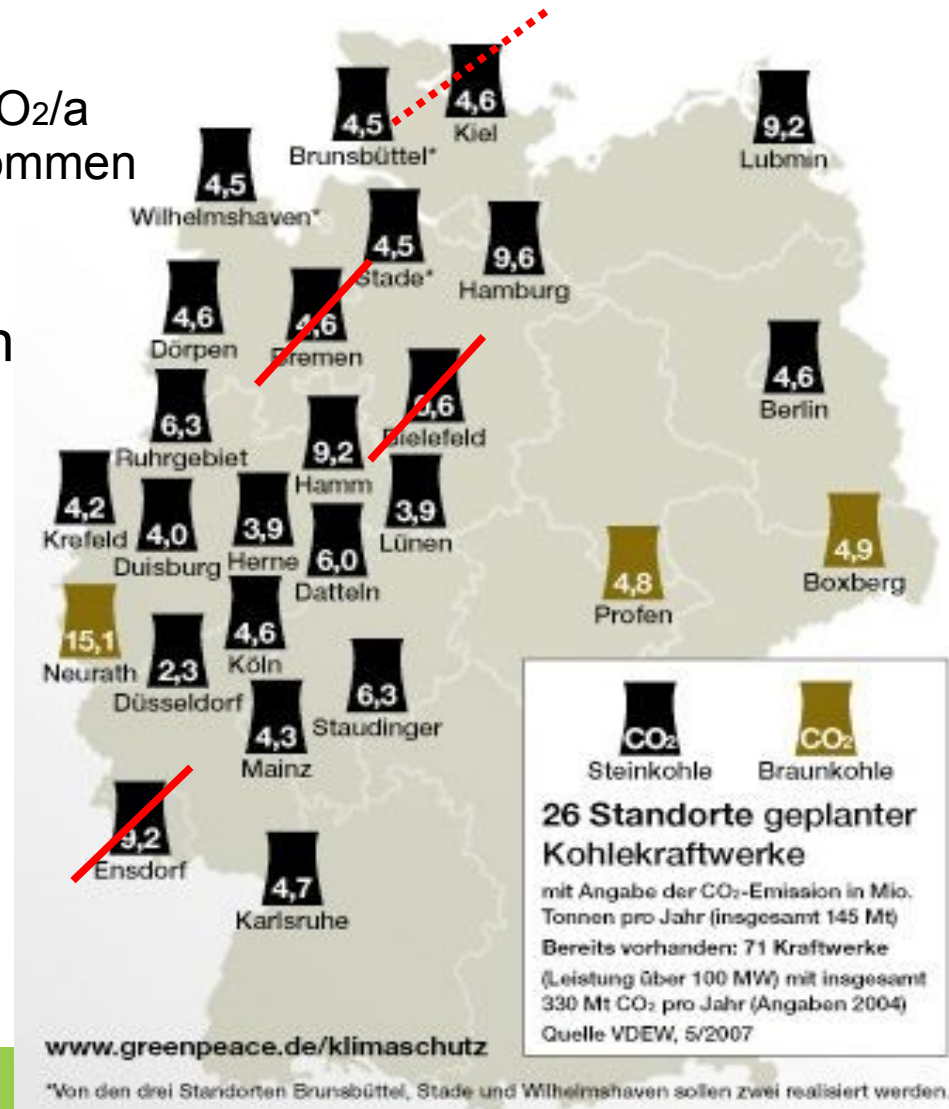 O2/a
ommen
n
4,5
Brunsbüttel*
4,6
Kiel
9,2
Lubmin
4,5
Wilhelmshaven*
4,5
Stade*
9,6
Hamburg
4,6
Dörpen
4,6
Bremen
4,6
Berlin
6,3
Ruhrgebiet
9,2
Hamm
0,6
Bielefeld
4,2
Krefeld
4,0
Duisburg
3,9
Herne
6,0
Datteln
3,9
Lünen
4,8
Profen
4,9
Boxberg
15,1
Neurath
2,3
Düsseldorf
4,6
Köln
6,3
Staudinger
4,3
Mainz
9,2
Ensdorf
4,7
Karlsruhe
CO₂
Steinkohle
CO₂
Braunkohle
26 Standorte geplanter
Kohlekraftwerke
mit Angabe der CO₂-Emission in Mio.
Tonnen pro Jahr (insgesamt 145 Mt)
Bereits vorhanden: 71 Kraftwerke
(Leistung über 100 MW) mit insgesamt
330 Mt CO₂ pro Jahr (Angaben 2004)
Quelle VDEW, 5/2007
www.greenpeace.de/klimaschutz
*Von den drei Standorten Brunsbüttel, Stade und Wilhelmshaven sollen zwei realisiert werden.